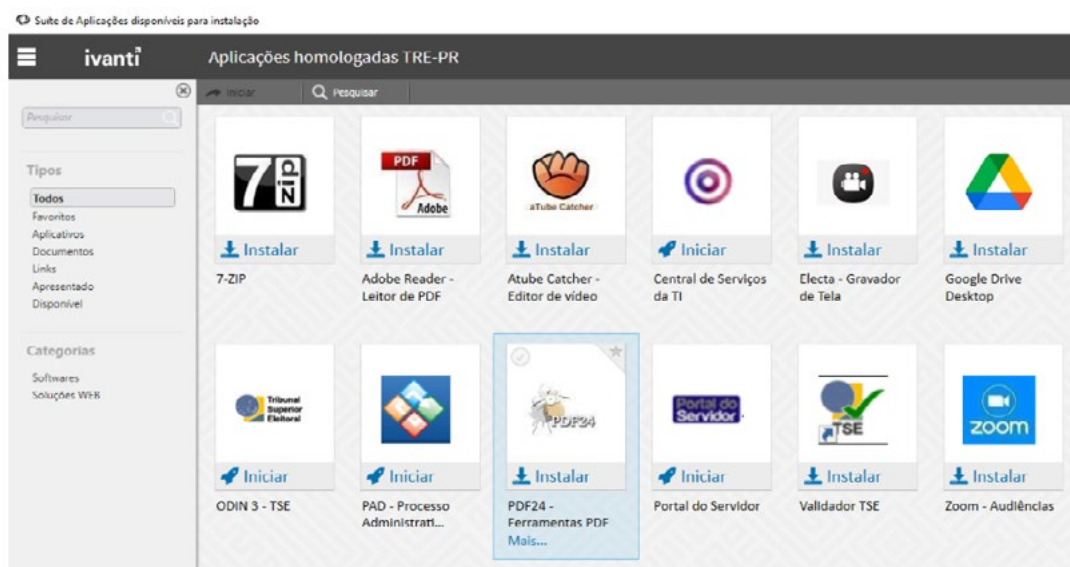 Suíte de Aplicações disponíveis para instalação
ivanti
Aplicações homologadas TRE-PR
Iniciar
Pesquisar
Pesquisar
Tipos
Todos
Favoritos
Aplicativos
Documentos
Links
Apresentado
Disponível
Categorias
Softwares
Soluções WEB
7 ZIP
PDF
Adobe
aTube Catcher
Instalar
Instalar
Instalar
Iniciar
Instalar
Instalar
7-ZIP
Adobe Reader -
Leitor de PDF
Atube Catcher -
Editor de vídeo
Central de Serviços
da TI
Electa - Gravador
de Tela
Google Drive
Desktop
Tribunal
Superior
Eleitoral
PDF24
Portal do
Servidor
TSE
zoom
Iniciar
Iniciar
Instalar
Iniciar
Instalar
Instalar
ODIN 3 - TSE
PAD - Processo
Administrati...
PDF24 -
Ferramentas PDF
Mais...
Portal do Servidor
Validador TSE
Zoom - Audiências